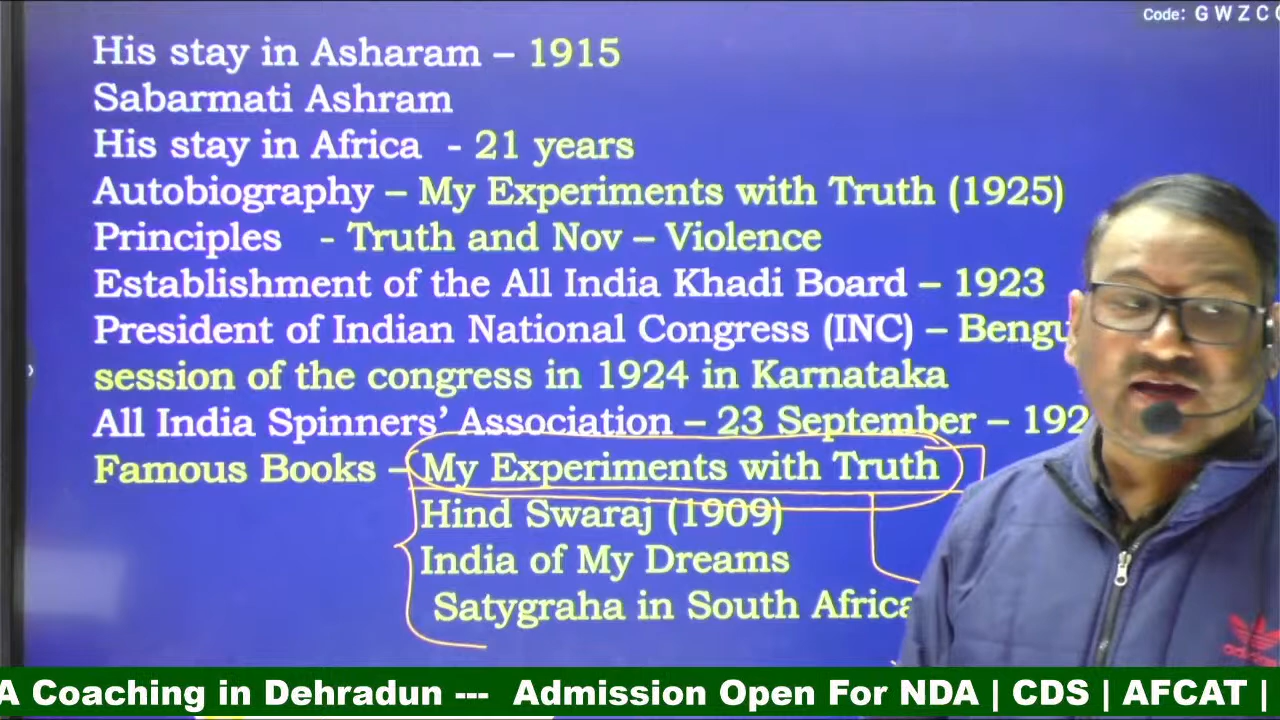 Code: G W Z C
His stay in Asharam – 1915
Sabarmati Ashram
His stay in Africa - 21 years
Autobiography – My Experiments with Truth (1925)
Principles - Truth and Nov – Violence
Establishment of the All India Khadi Board – 1923
President of Indian National Congress (INC) – Bengu
session of the congress in 1924 in Karnataka
All India Spinners’ Association – 23 September – 192
Famous Books – My Experiments with Truth
Hind Swaraj (1909)
India of My Dreams
Satygraha in South Africa
A Coaching in Dehradun --- Admission Open For NDA | CDS | AFCAT |